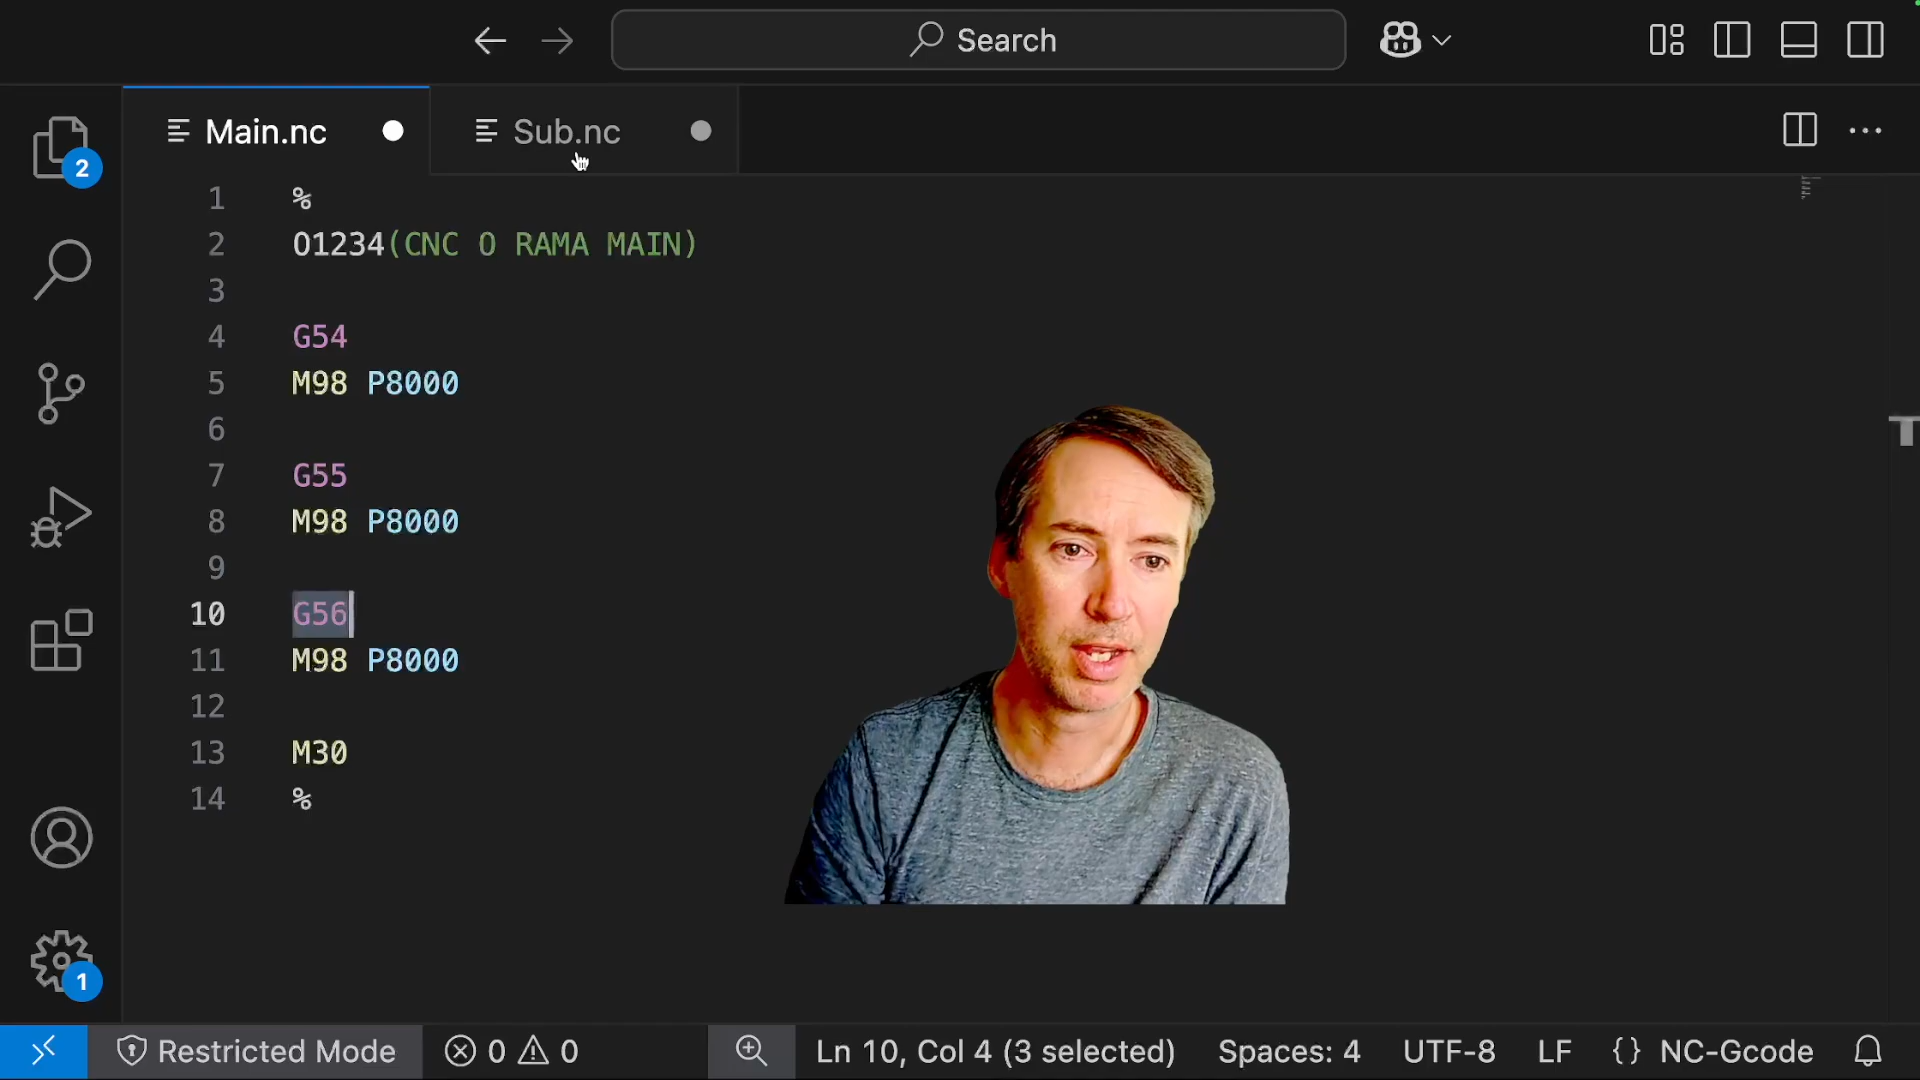 Search
Main.nc
Sub.nc
2
1 %
2 O1234(CNC O RAMA MAIN)
3
4 G54
5 M98 P8000
6
7 G55
8 M98 P8000
9
10 G56
11 M98 P8000
12
13 M30
14 %
1
Restricted Mode
0 0
Ln 10, Col 4 (3 selected)
Spaces: 4
UTF-8
LF
{} NC-Gcode